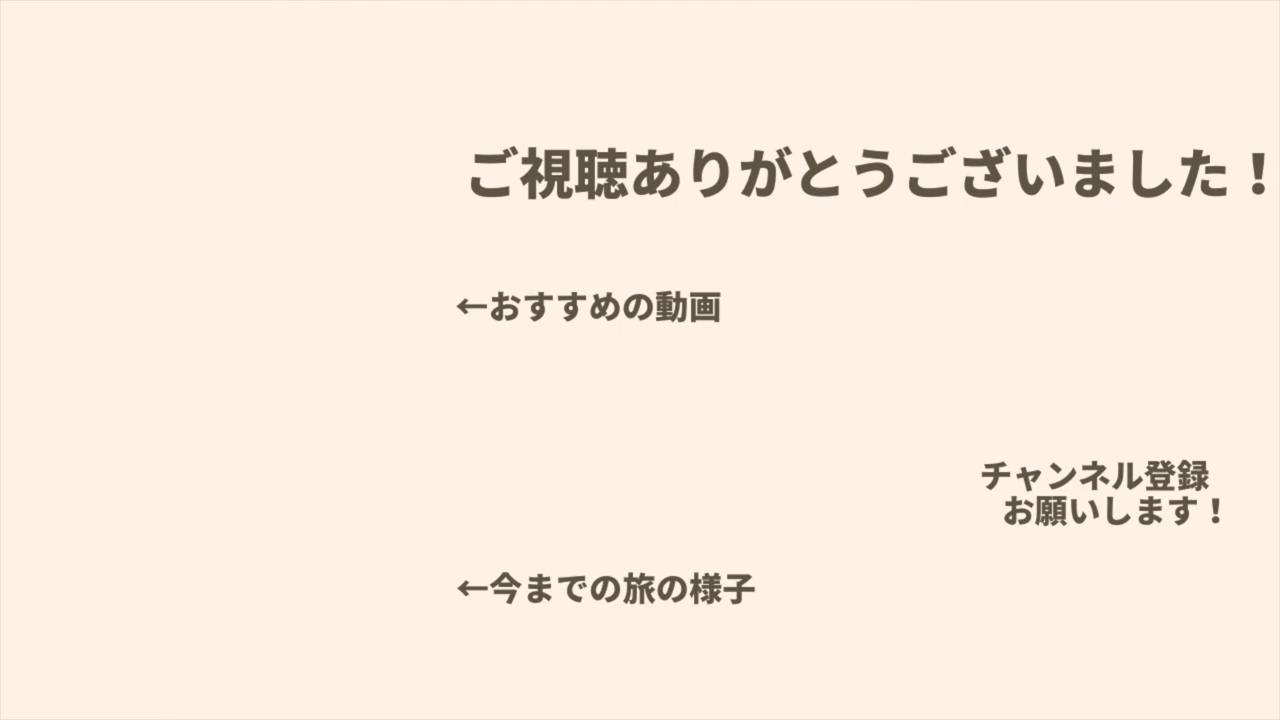 ご視聴ありがとうございました！
←おすすめの動画
チャンネル登録
お願いします！
←今までの旅の様子